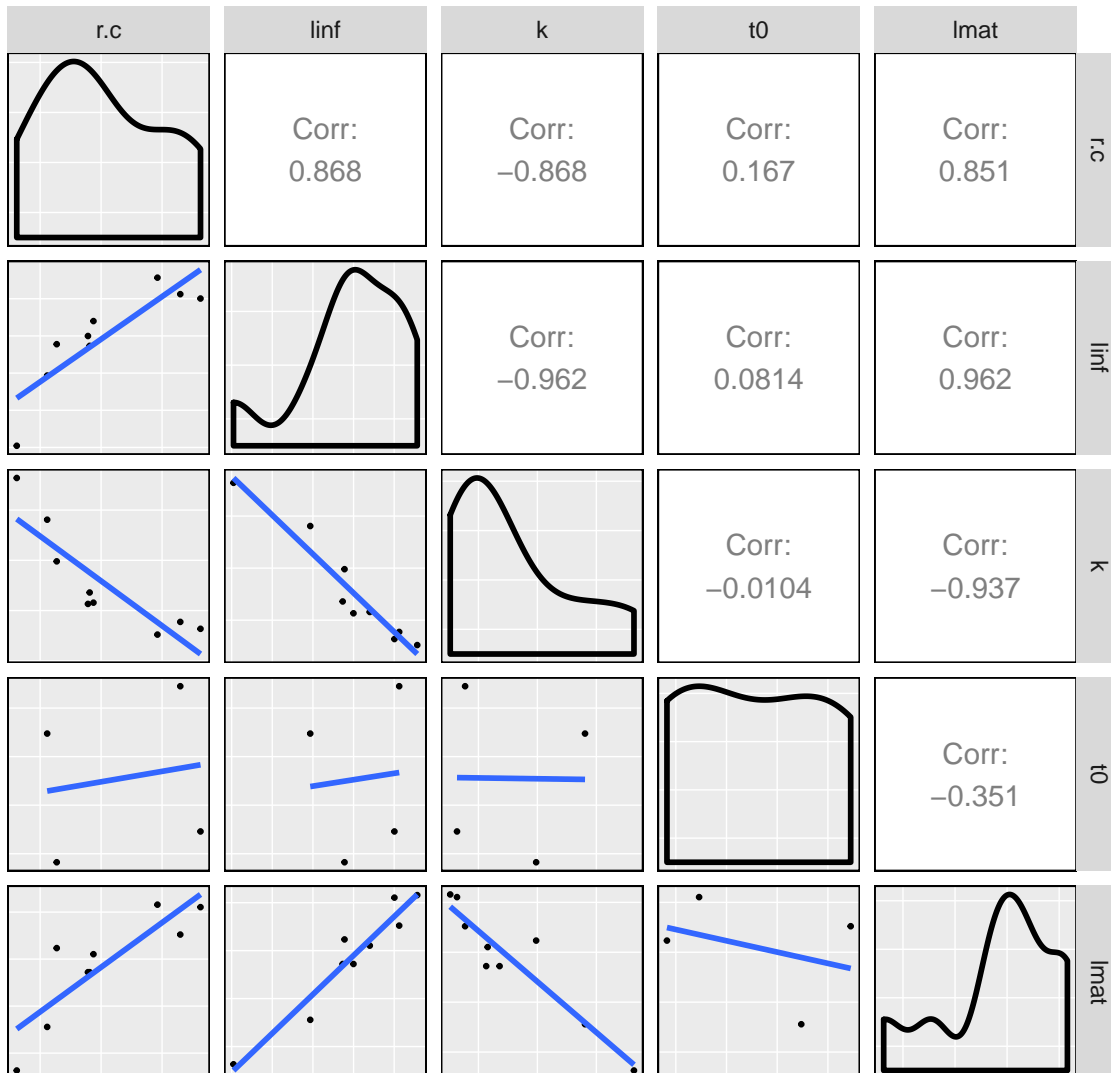 r.c
linf
k
t0
lmat
Corr:
0.868
Corr:
−0.868
Corr:
0.167
Corr:
0.851
r.c
Corr:
−0.962
Corr:
0.0814
Corr:
0.962
linf
Corr:
−0.0104
Corr:
−0.937
k
Corr:
−0.351
t0
lmat